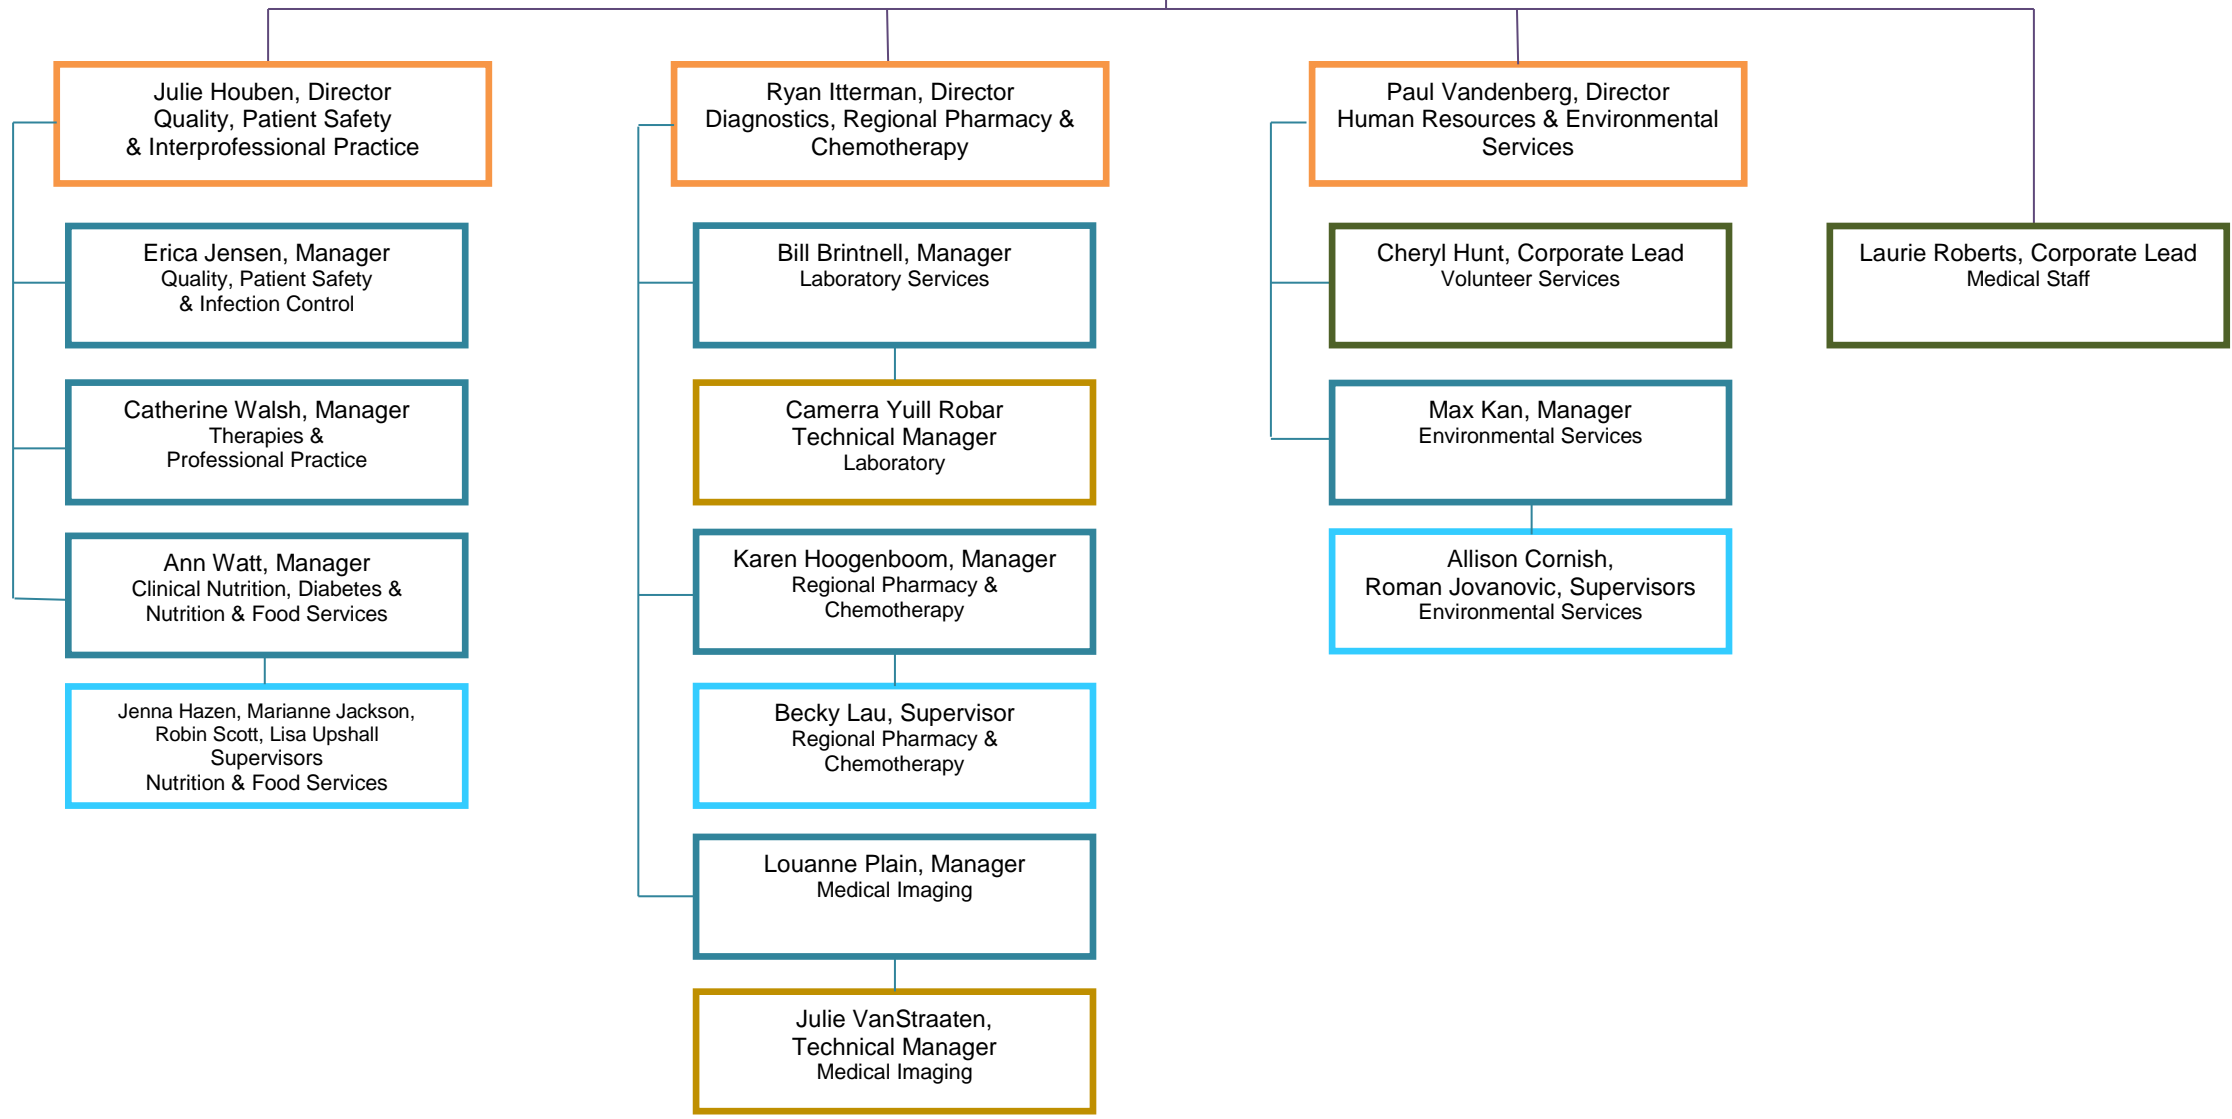 Julie Houben, Director
Quality, Patient Safety
& Interprofessional Practice
Erica Jensen, Manager
Quality, Patient Safety
& Infection Control
Catherine Walsh, Manager
Therapies &
Professional Practice
Ann Watt, Manager
Clinical Nutrition, Diabetes &
Nutrition & Food Services
Jenna Hazen, Marianne Jackson,
Robin Scott, Lisa Upshall
Supervisors
Nutrition & Food Services
Ryan Itterman, Director
Diagnostics, Regional Pharmacy &
Chemotherapy
Bill Brintnell, Manager
Laboratory Services
Camerra Yuill Robar
Technical Manager
Laboratory
Karen Hoogenboom, Manager
Regional Pharmacy &
Chemotherapy
Becky Lau, Supervisor
Regional Pharmacy &
Chemotherapy
Louanne Plain, Manager
Medical Imaging
Julie VanStraaten,
Technical Manager
Medical Imaging
Paul Vandenberg, Director
Human Resources & Environmental
Services
Cheryl Hunt, Corporate Lead
Volunteer Services
Max Kan, Manager
Environmental Services
Allison Cornish,
Roman Jovanovic, Supervisors
Environmental Services
Laurie Roberts, Corporate Lead
Medical Staff